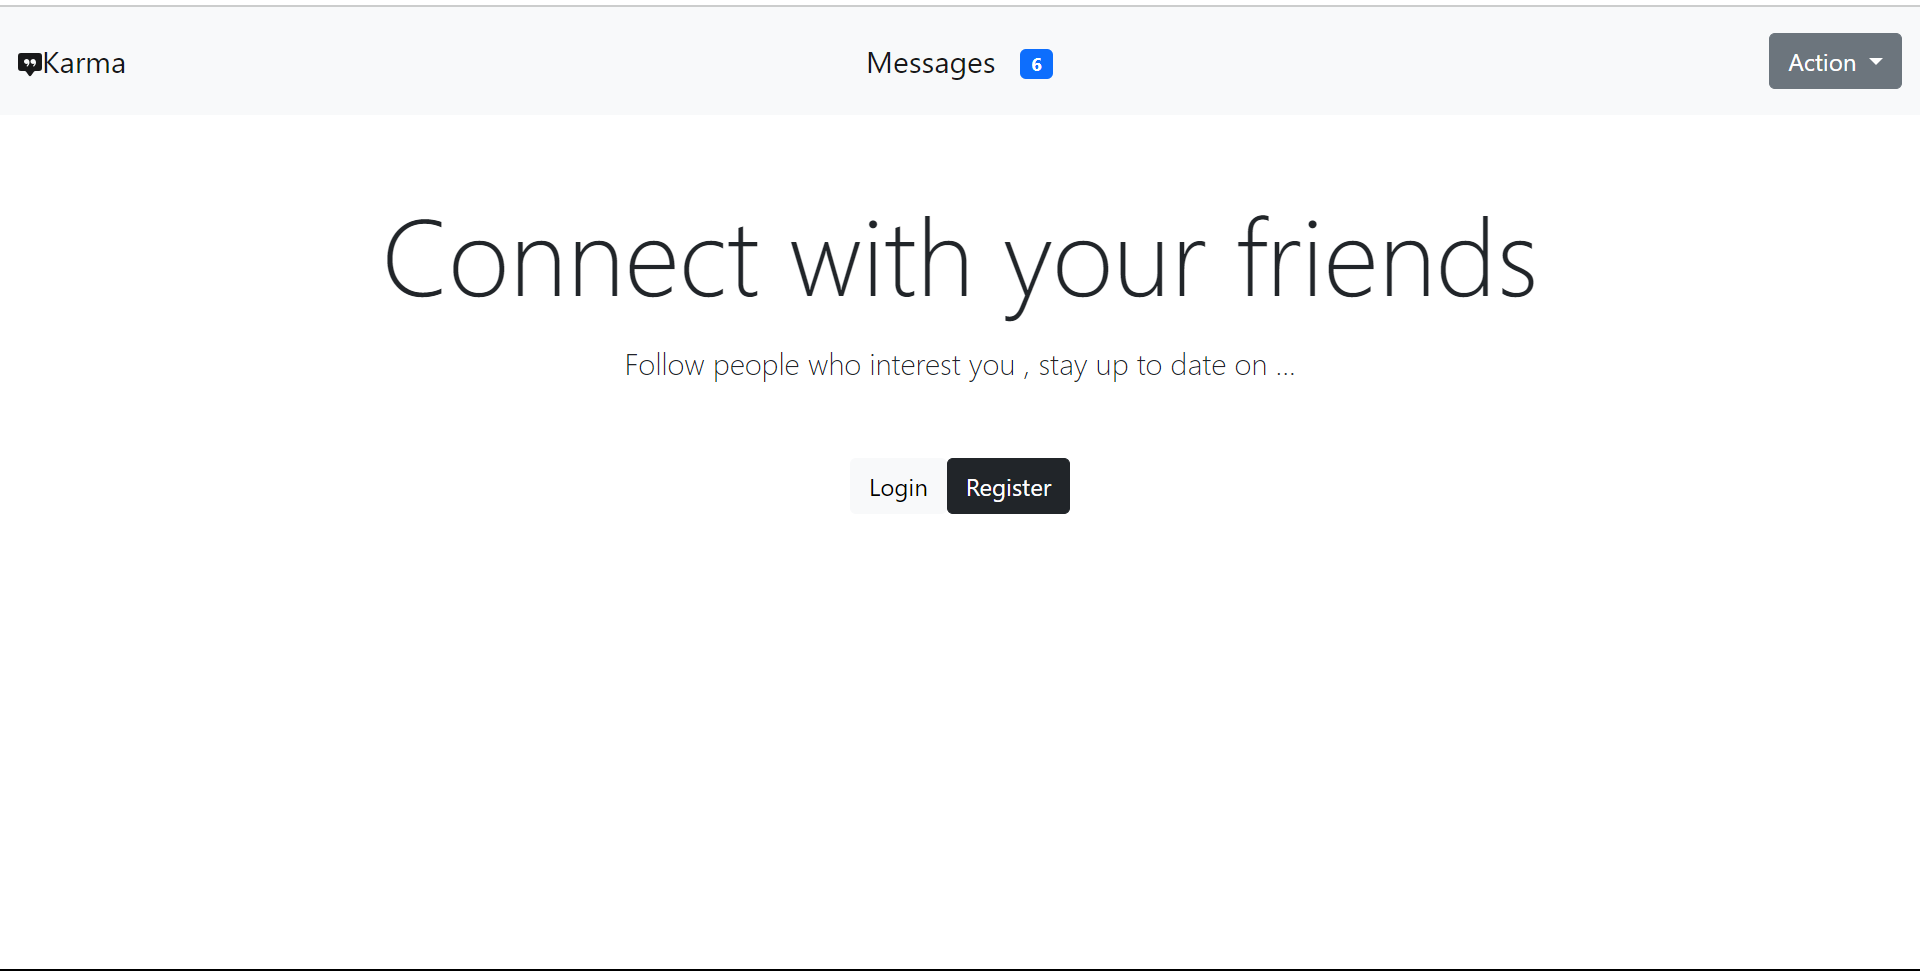 Karma
Messages 6
Action
Connect with your friends
Follow people who interest you , stay up to date on ...
Login Register